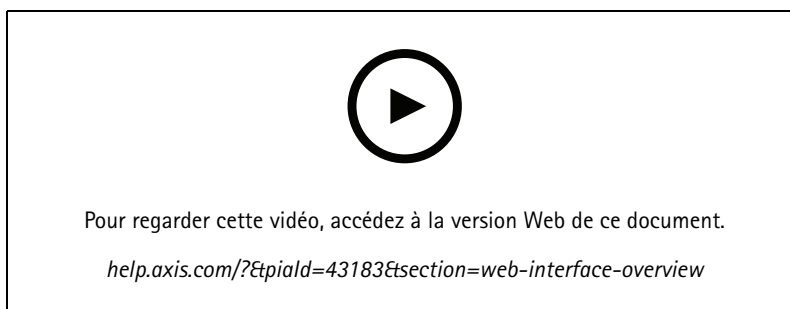 Pour regarder cette vidéo, accédez à la version Web de ce document.
help.axis.com/?&piaId=43183&section=web-interface-overview